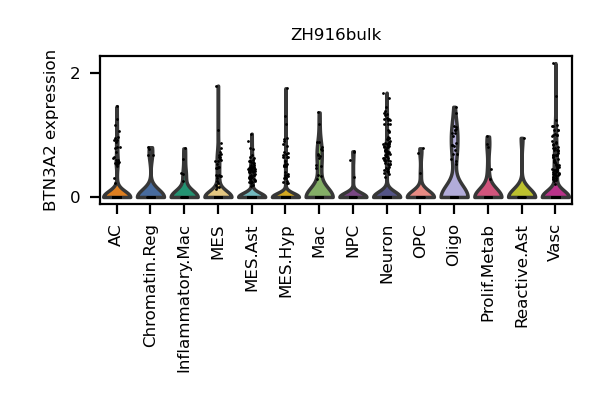 ZH916bulk
BTN3A2 expression
2
0
AC
Chromatin.Reg
Inflammatory.Mac
MES
MES.Ast
MES.Hyp
Mac
NPC
Neuron
OPC
Oligo
Prolif.Metab
Reactive.Ast
Vasc